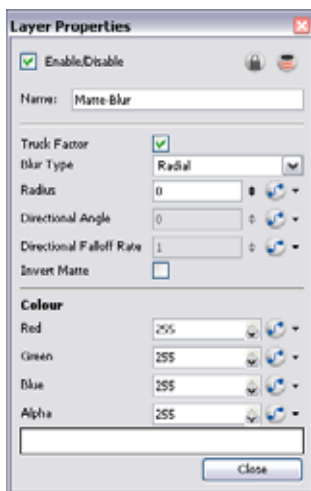 Layer Properties
Enable/Disable
Name: Matte-Blur
Truck Factor
Blur Type Radial
Radius 0
Directional Angle 0
Directional Falloff Rate 1
Invert Matte
Colour
Red 255
Green 255
Blue 255
Alpha 255
Close